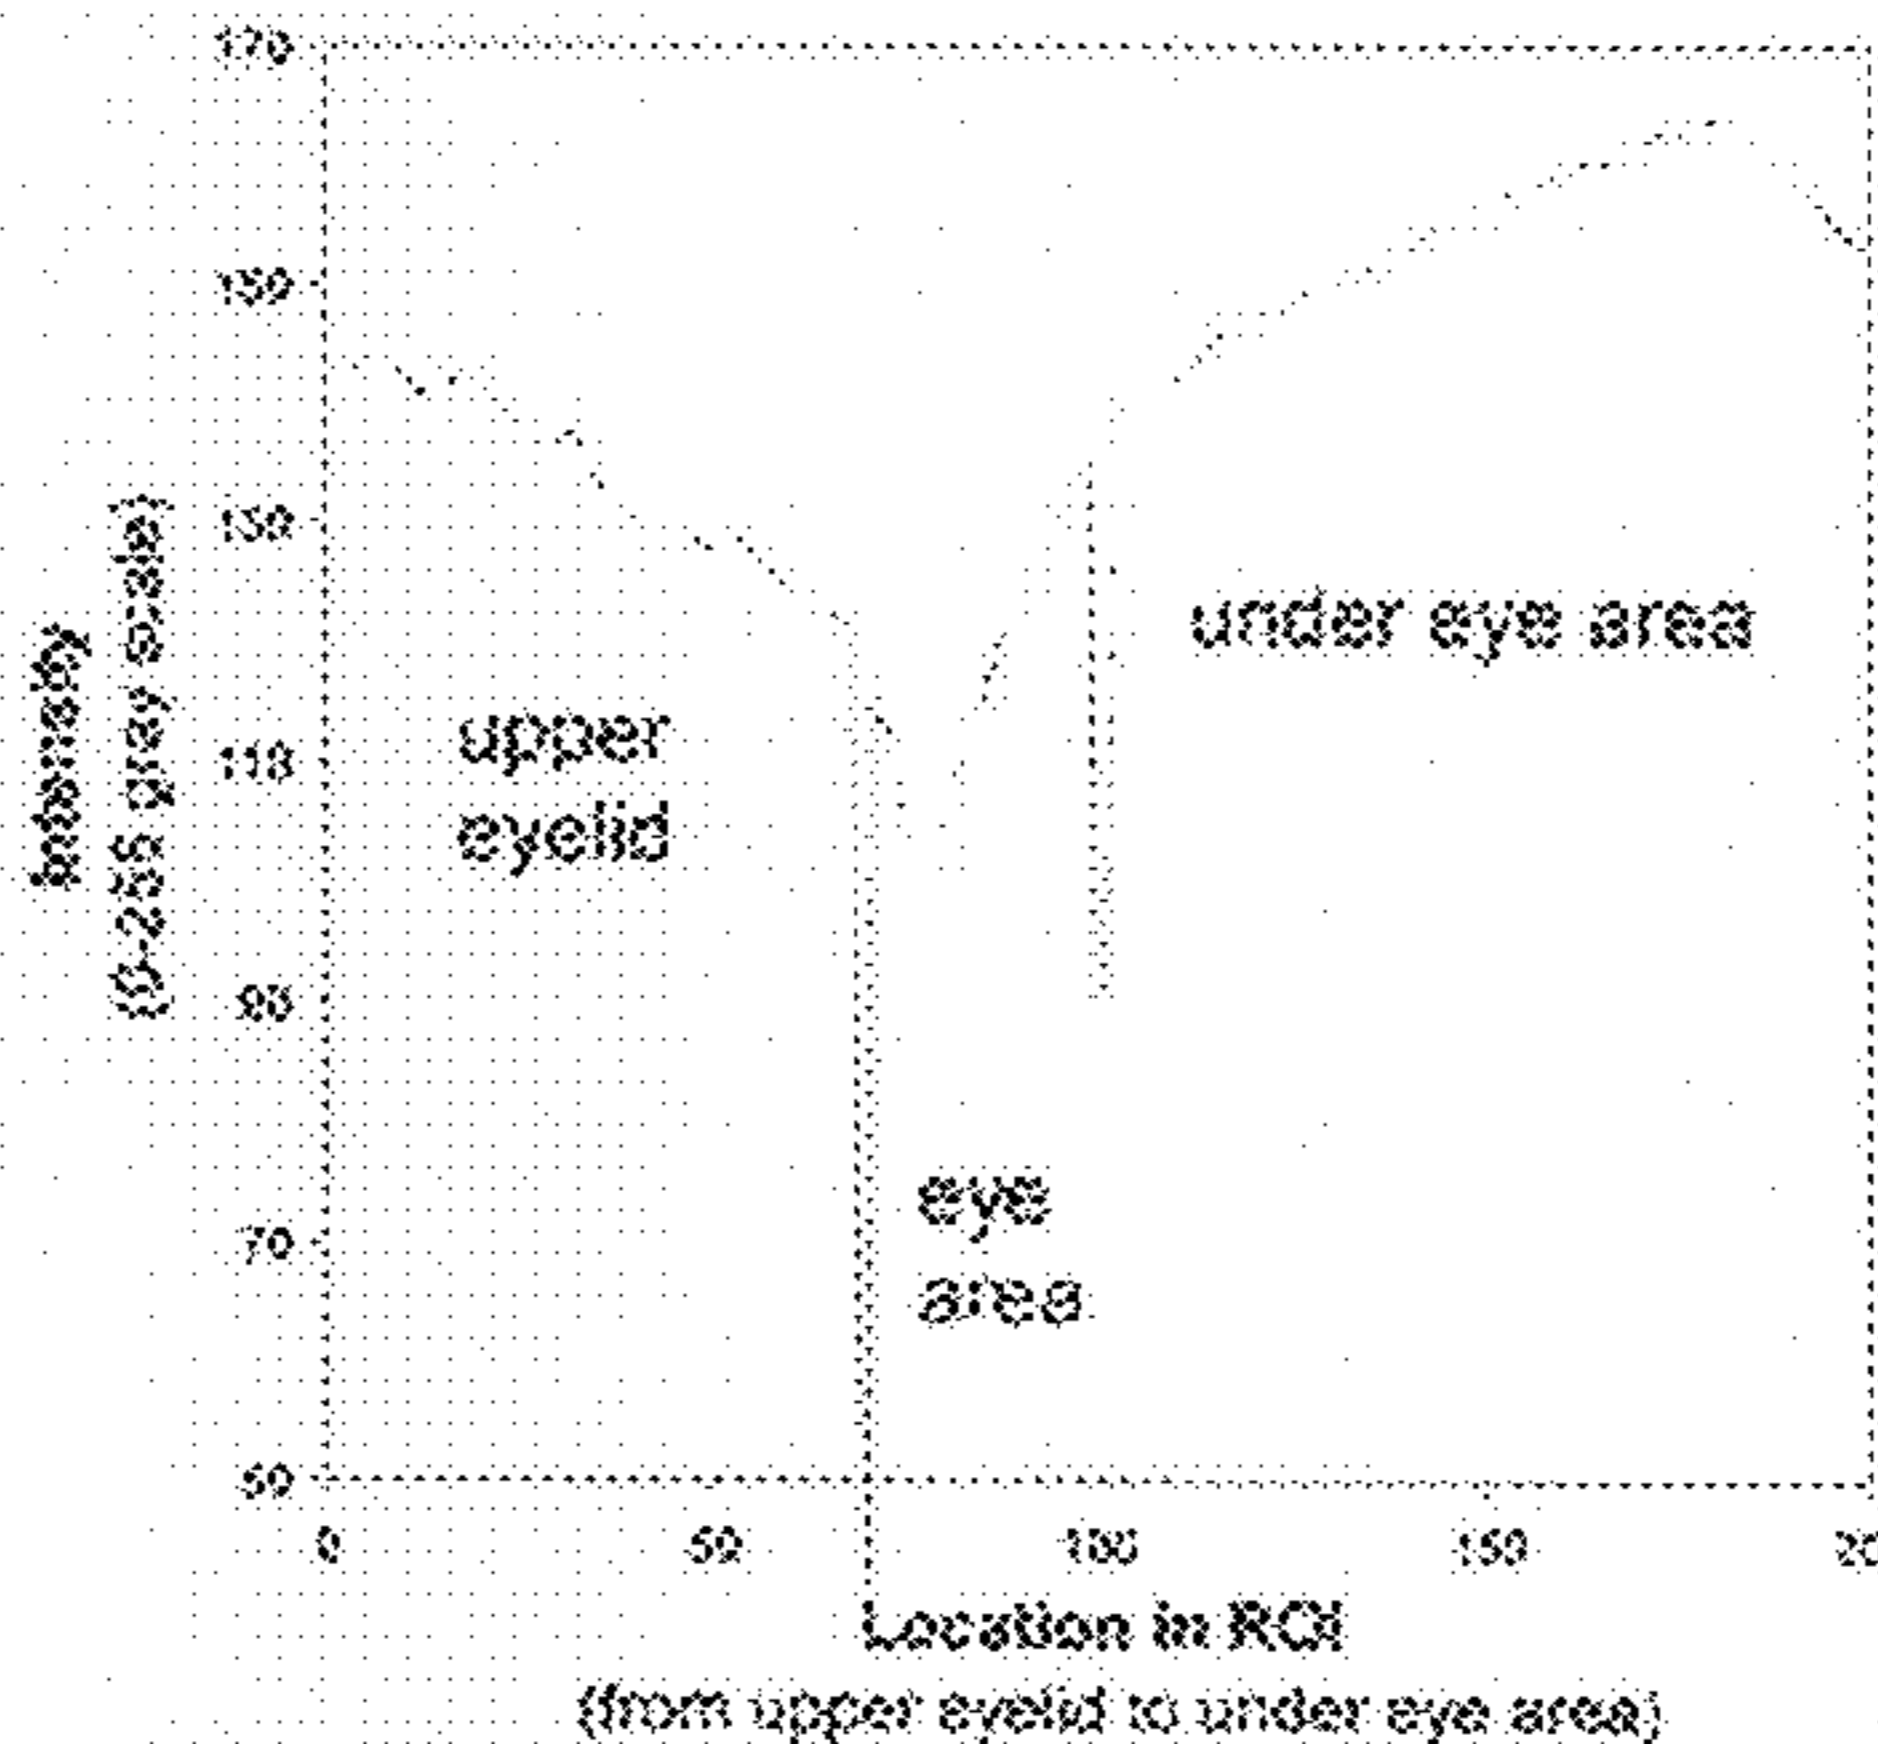 170
150
130
110
90
70
50
Intensity
(0-255 gray scale)
upper
eyelid
under eye area
eye
area
0 50 100 150 20
Location in ROI
(from upper eyelid to under eye area)